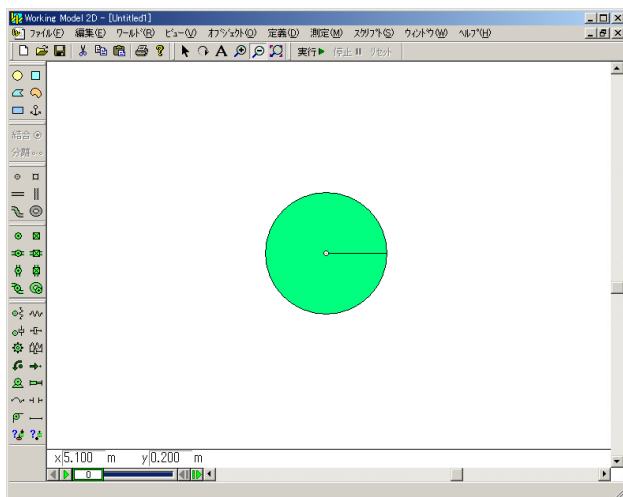 Working Model 2D - [Untitled1]
ファイル(F) 編集(E) ワールド(R) ビュー(V) オブジェクト(O) 定義(D) 測定(M) スクリプト(S) ウィンドウ(W) ヘルプ(H)
A ? 実行 停止 リセット
結合
分離
x 5.100 m y 0.200 m
0